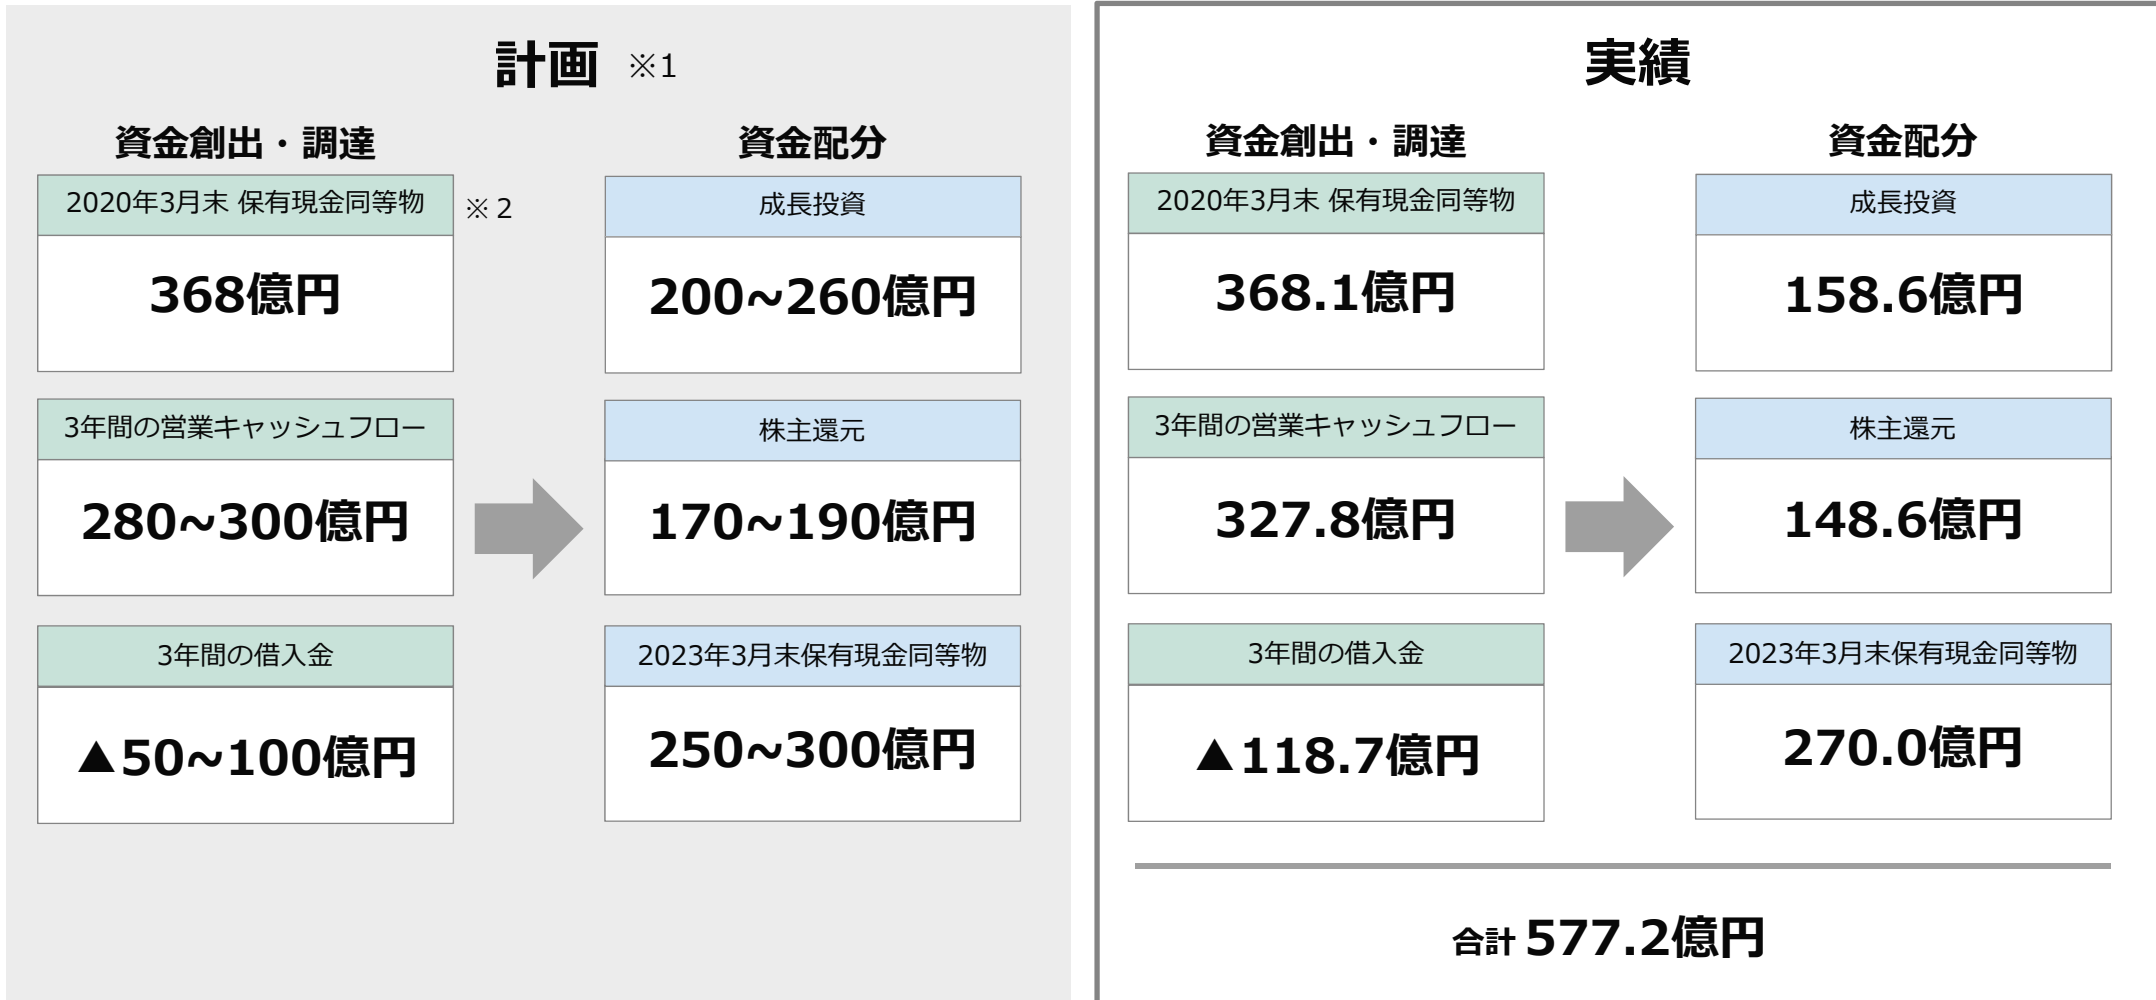 計画 ※1
資金創出・調達
2020年3月末 保有現金同等物 ※2
368億円
3年間の営業キャッシュフロー
280~300億円
3年間の借入金
▲50~100億円
資金配分
成長投資
200~260億円
株主還元
170~190億円
2023年3月末保有現金同等物
250~300億円
実績
資金創出・調達
2020年3月末 保有現金同等物
368.1億円
3年間の営業キャッシュフロー
327.8億円
3年間の借入金
▲118.7億円
資金配分
成長投資
158.6億円
株主還元
148.6億円
2023年3月末保有現金同等物
270.0億円
合計 577.2億円